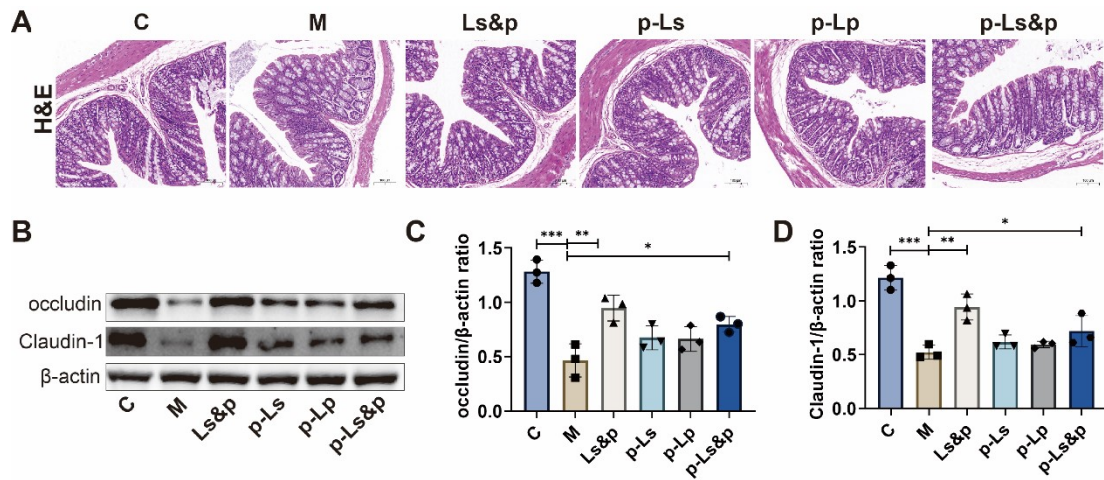 A
C
M
Ls&p
p-Ls
p-Lp
p-Ls&p
H&E
B
occludin
Claudin-1
β-actin
C
M
Ls&p
p-Ls
p-Lp
p-Ls&p
C
occludin/β-actin ratio
1.5
1.0
0.5
0.0
***
**
*
C
M
Ls&p
p-Ls
p-Lp
p-Ls&p
D
Claudin-1/β-actin ratio
1.5
1.0
0.5
0.0
***
**
*
C
M
Ls&p
p-Ls
p-Lp
p-Ls&p